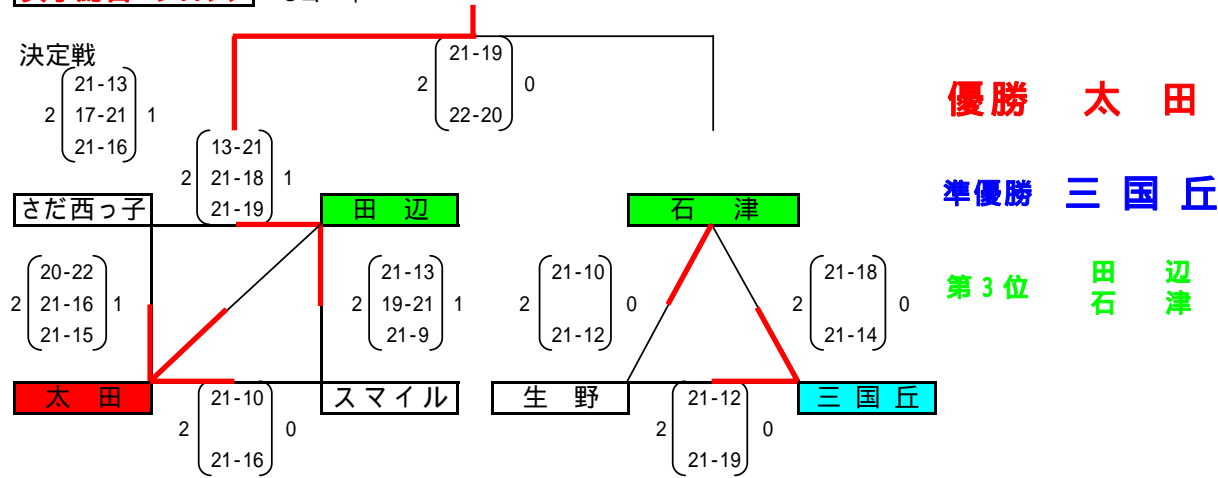 決定戦
21-13
2 17-21 1
21-16
21-19
2 0
22-20
13-21
2 21-18 1
21-19
優勝 太 田
準優勝 三 国 丘
第3位 田 辺
石 津
さだ西っ子 田 辺 石 津
20-22
2 21-16 1
21-15
21-13
2 19-21 1
21-9
21-10
2 0
21-12
21-18
2 0
21-14
太 田 スマイル 生 野 三 国 丘
21-10
2 0
21-16
21-12
2 0
21-19